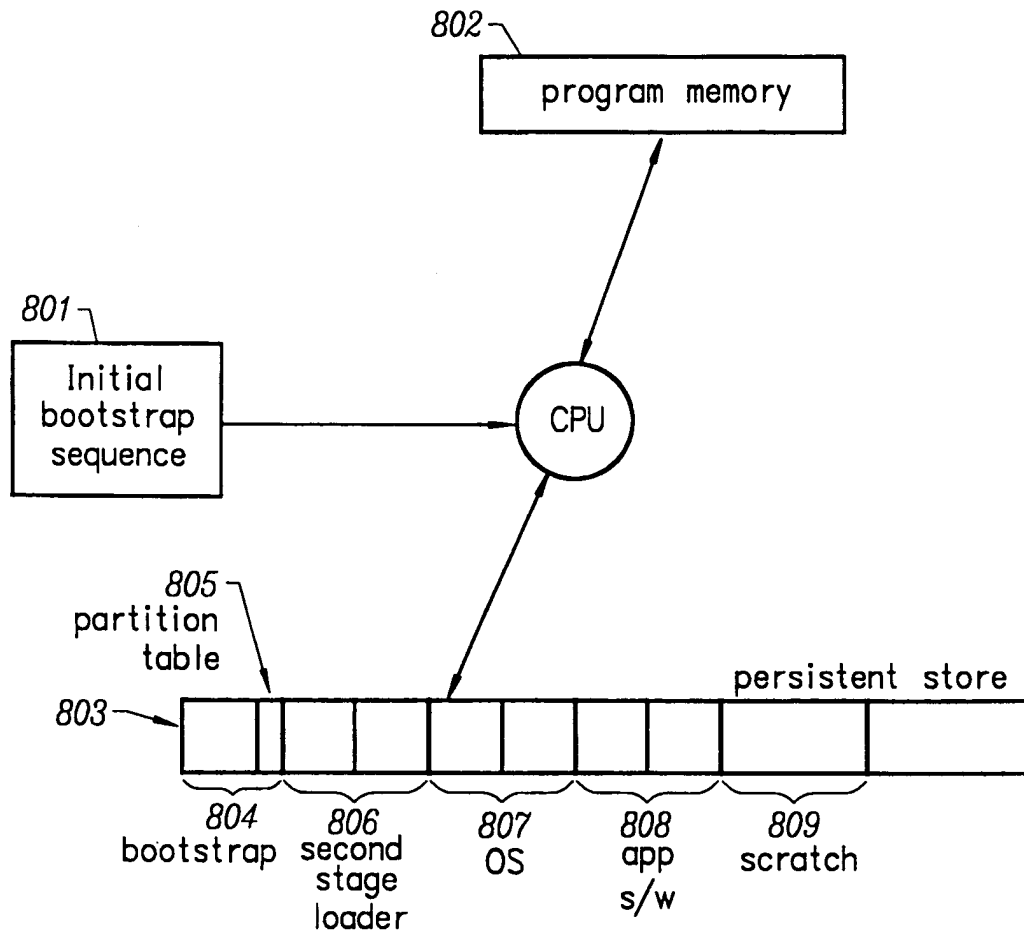 802
program memory
801
Initial
bootstrap
sequence
CPU
805
partition
table
persistent store
803
804
bootstrap
806
second
stage
loader
807
OS
808
app
s/w
809
scratch